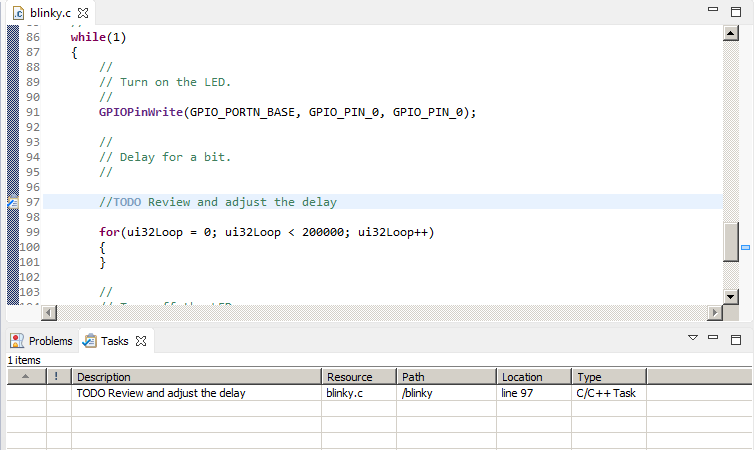 blinky.c
86 while(1)
87 {
88 //
89 // Turn on the LED.
90 //
91 GPIOPinWrite(GPIO_PORTN_BASE, GPIO_PIN_0, GPIO_PIN_0);
92
93 //
94 // Delay for a bit.
95 //
96
97 //TODO Review and adjust the delay
98
99 for(ui32Loop = 0; ui32Loop < 200000; ui32Loop++)
100 {
101 }
102
103 //
Problems Tasks
1 items
! Description Resource Path Location Type
TODO Review and adjust the delay blinky.c /blinky line 97 C/C++ Task